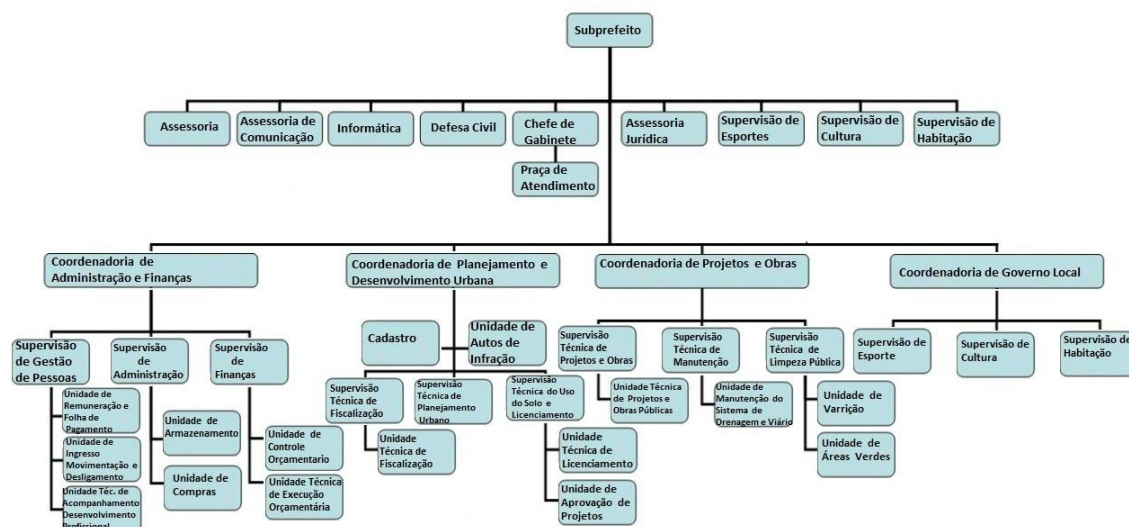 Subprefeito
Assessoria
Assessoria de
Comunicação
Informática
Defesa Civil
Chefe de
Gabinete
Assessoria
Jurídica
Supervisão de
Esportes
Supervisão de
Cultura
Supervisão de
Habitação
Praça de
Atendimento
Coordenadoria de
Administração e Finanças
Coordenadoria de Planejamento e
Desenvolvimento Urbana
Coordenadoria de Projetos e Obras
Coordenadoria de Governo Local
Supervisão
de Gestão
de Pessoas
Supervisão
de
Administração
Supervisão
de
Finanças
Unidade de
Remuneração e
Folha de
Pagamento
Unidade de
Ingresso
Movimentação e
Desligamento
Unidade Téc. de
Acompanhamento
Desenvolvimento
Profissional
Unidade de
Armazenamento
Unidade de
Compras
Unidade de
Controle
Orçamentario
Unidade Técnica
de Execução
Orçamentária
Cadastro
Unidade de
Autos de
Infração
Supervisão
Técnica de
Fiscalização
Supervisão
Técnica de
Planejamento
Urbano
Supervisão
Técnica do Uso
do Solo e
Licenciamento
Unidade
Técnica de
Fiscalização
Unidade
Técnica de
Licenciamento
Unidade de
Aprovação de
Projetos
Supervisão
Técnica de
Projetos e Obras
Supervisão
Técnica de
Manutenção
Supervisão
Técnica de
Limpeza Pública
Unidade Técnica
de Projetos e
Obras Públicas
Unidade de
Manutenção do
Sistema de
Drenagem e Viário
Unidade de
Varrição
Unidade de
Áreas Verdes
Supervisão de
Esporte
Supervisão de
Cultura
Supervisão de
Habitação